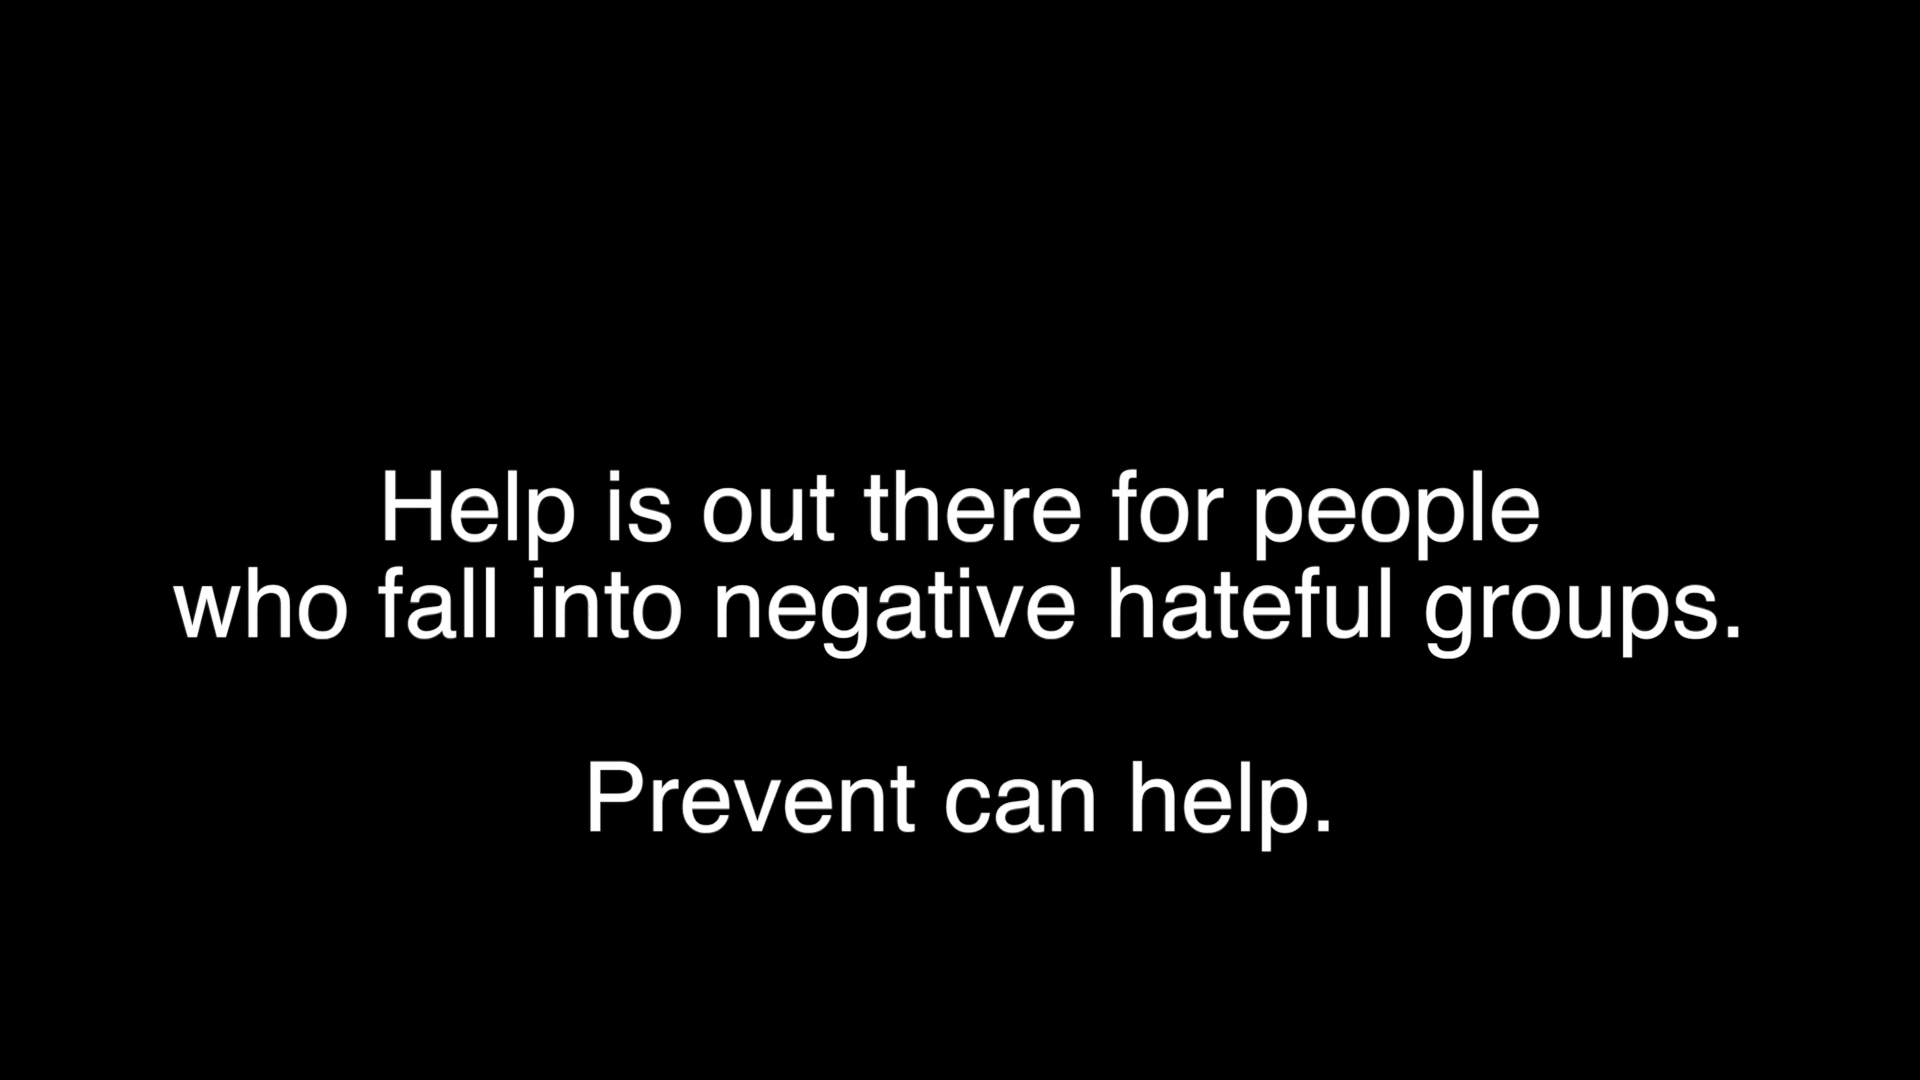 Help is out there for people
who fall into negative hateful groups.
Prevent can help.